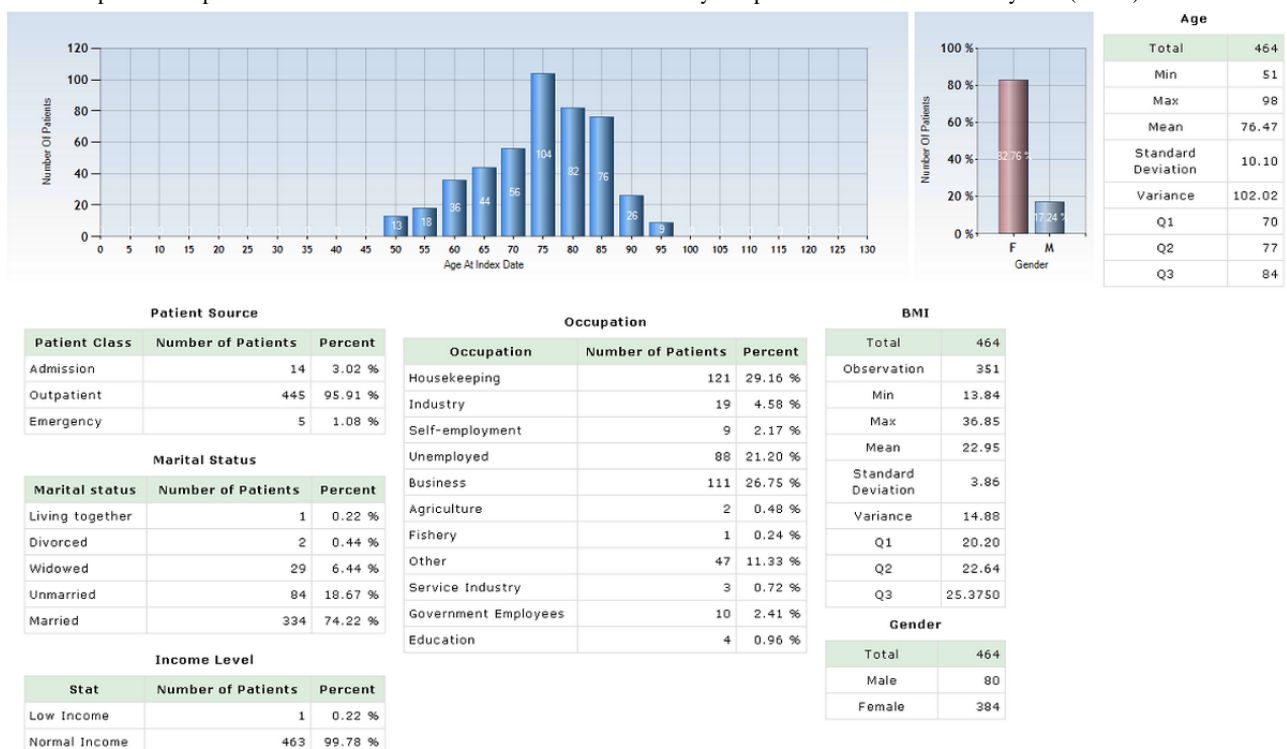 Age
120
100
80
60
40
20
0
Number Of Patients
13 18 36 44 56 104 82 76 26 9
0 5 10 15 20 25 30 35 40 45 50 55 60 65 70 75 80 85 90 95 100 105 110 115 120 125 130
Age At Index Date
100 %
80 %
60 %
40 %
20 %
0 %
Number Of Patients
82.76 %
17.24 %
F M
Gender
Total 464
Min 51
Max 98
Mean 76.47
Standard
Deviation 10.10
Variance 102.02
Q1 70
Q2 77
Q3 84
Patient Source
Patient Class Number of Patients Percent
Admission 14 3.02 %
Outpatient 445 95.91 %
Emergency 5 1.08 %
Marital Status
Marital status Number of Patients Percent
Living together 1 0.22 %
Divorced 2 0.44 %
Widowed 29 6.44 %
Unmarried 84 18.67 %
Married 334 74.22 %
Income Level
Stat Number of Patients Percent
Low Income 1 0.22 %
Normal Income 463 99.78 %
Occupation
Occupation Number of Patients Percent
Housekeeping 121 29.16 %
Industry 19 4.58 %
Self-employment 9 2.17 %
Unemployed 88 21.20 %
Business 111 26.75 %
Agriculture 2 0.48 %
Fishery 1 0.24 %
Other 47 11.33 %
Service Industry 3 0.72 %
Government Employees 10 2.41 %
Education 4 0.96 %
BMI
Total 464
Observation 351
Min 13.84
Max 36.85
Mean 22.95
Standard
Deviation 3.86
Variance 14.88
Q1 20.20
Q2 22.64
Q3 25.3750
Gender
Total 464
Male 80
Female 384